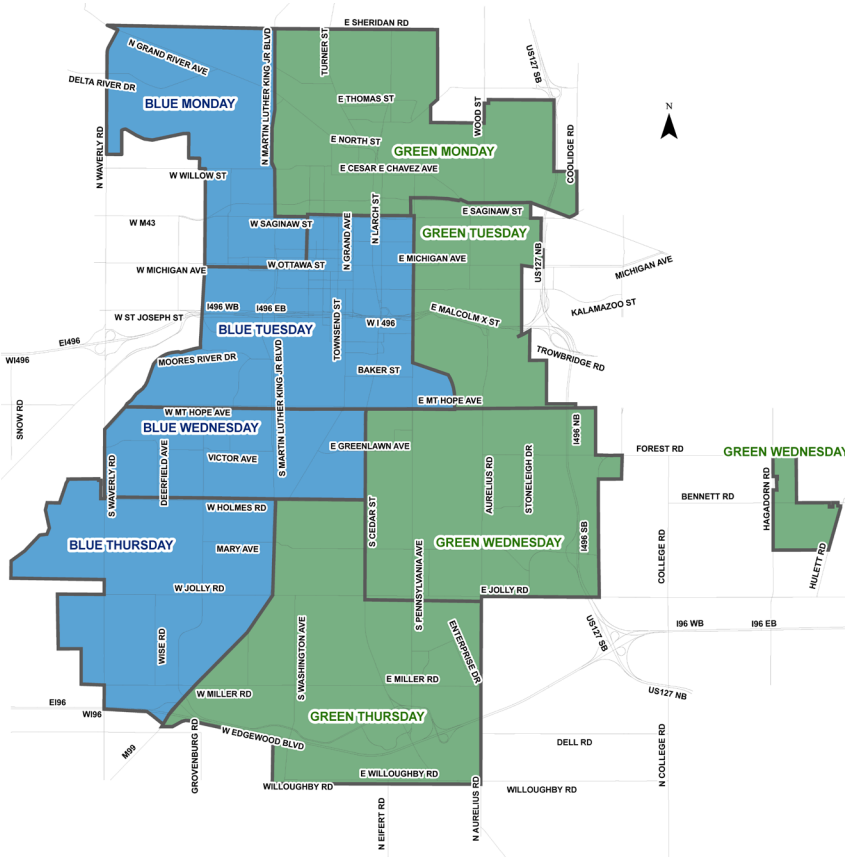 E SHERIDAN RD
N GRAND RIVER AVE
N MARTIN LUTHER KING JR BLVD
TURNER ST
US127 SB
DELTA RIVER DR
BLUE MONDAY
E THOMAS ST
WOOD ST
N WAVERLY RD
E NORTH ST
GREEN MONDAY
COOLIDGE RD
N
W WILLOW ST
E CESAR E CHAVEZ AVE
W M43
W SAGINAW ST
N GRAND AVE
N LARCH ST
E SAGINAW ST
GREEN TUESDAY
W MICHIGAN AVE
W OTTAWA ST
E MICHIGAN AVE
US127 NB
MICHIGAN AVE
I496 WB
I496 EB
KALAMAZOO ST
W ST JOSEPH ST
BLUE TUESDAY
TOWNSEND ST
W I 496
E MALCOLM X ST
EI496
WI496
MOORES RIVER DR
S MARTIN LUTHER KING JR BLVD
BAKER ST
TROWBRIDGE RD
SNOW RD
W MT HOPE AVE
E MT HOPE AVE
BLUE WEDNESDAY
I496 NB
E GREENLAWN AVE
FOREST RD
GREEN WEDNESDAY
S WAVERLY RD
DEERFIELD AVE
VICTOR AVE
AURELIUS RD
STONELEIGH DR
BENNETT RD
HAGADORN RD
W HOLMES RD
S CEDAR ST
BLUE THURSDAY
MARY AVE
GREEN WEDNESDAY
I496 SB
COLLEGE RD
HULETT RD
W JOLLY RD
S PENNSYLVANIA AVE
E JOLLY RD
WISE RD
S WASHINGTON AVE
ENTERPRISE DR
US127 SB
I96 WB
I96 EB
W MILLER RD
E MILLER RD
US127 NB
EI96
WI96
GREEN THURSDAY
M99
GROVENBURG RD
W EDGEWOOD BLVD
DELL RD
N COLLEGE RD
E WILLOUGHBY RD
WILLOUGHBY RD
WILLOUGHBY RD
N EIFERT RD
N AURELIUS RD